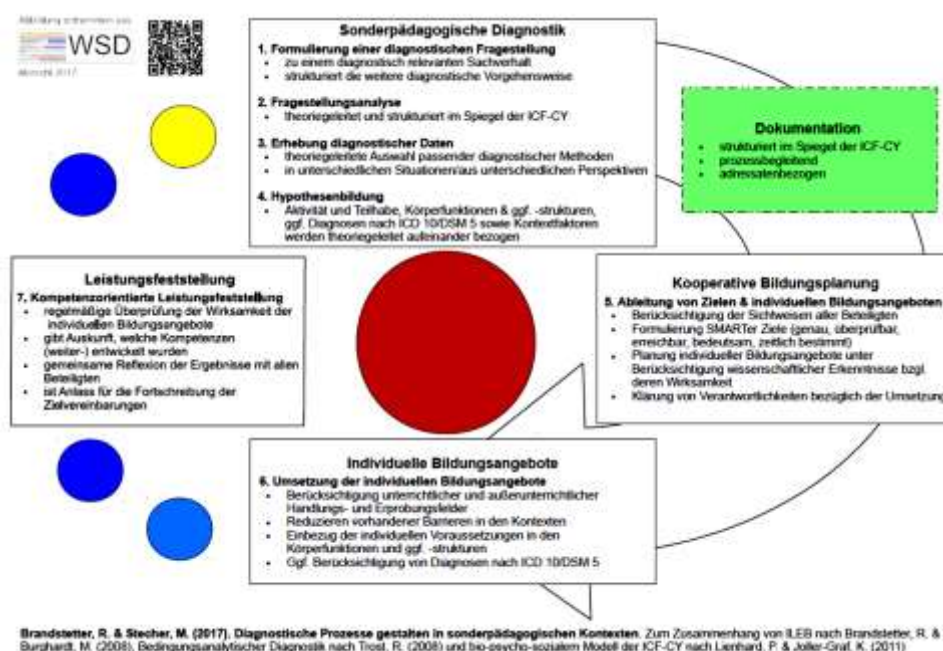 Abbildung entnommen aus
WSD
Sonderpädagogische Diagnostik
1. Formulierung einer diagnostischen Fragestellung
• zu einem diagnostisch relevanten Sachverhalt
• strukturiert die weitere diagnostische Vorgehensweise
2. Fragestellungsanalyse
• theoriegeleitet und strukturiert im Spiegel der ICF-CY
3. Erhebung diagnostischer Daten
• theoriegeleitete Auswahl passender diagnostischer Methoden
• in unterschiedlichen Situationen/aus unterschiedlichen Perspektiven
4. Hypothesenbildung
• Aktivität und Teilhabe, Körperfunktionen & ggf. -strukturen,
ggf. Diagnosen nach ICD 10/DSM 5 sowie Kontextfaktoren
werden theoriegeleitet aufeinander bezogen
Dokumentation
• strukturiert im Spiegel der ICF-CY
• prozessbegleitend
• adressatenbezogen
Leistungsfeststellung
7. Kompetenzorientierte Leistungsfeststellung
• regelmäßige Überprüfung der Wirksamkeit der
individuellen Bildungsangebote
• gibt Auskunft, welche Kompetenzen
(weiter-) entwickelt wurden
• gemeinsame Reflexion der Ergebnisse mit allen
Beteiligten
• ist Anlass für die Fortschreibung der
Zielvereinbarungen
Kooperative Bildungsplanung
5. Ableitung von Zielen & individuellen Bildungsangeboten
• Berücksichtigung der Sichtweisen aller Beteiligten
• Formulierung SMARTer Ziele (genau, überprüfbar,
erreichbar, bedeutsam, zeitlich bestimmt)
• Planung individueller Bildungsangebote unter
Berücksichtigung wissenschaftlicher Erkenntnisse bzgl.
deren Wirksamkeit
• Klärung von Verantwortlichkeiten bezüglich der Umsetzung
Individuelle Bildungsangebote
6. Umsetzung der individuellen Bildungsangebote
• Berücksichtigung unterrichtlicher und außerunterrichtlicher
Handlungs- und Erprobungsfelder
• Reduzieren vorhandener Barrieren in den Kontexten
• Einbezug der individuellen Voraussetzungen in den
Körperfunktionen und ggf. -strukturen
• Ggf. Berücksichtigung von Diagnosen nach ICD 10/DSM 5
Brandstetter, R. & Stecher, M. (2017). Diagnostische Prozesse gestalten in sonderpädagogischen Kontexten. Zum Zusammenhang von ILEB nach Brandstetter, R. &
Burghardt, M. (2008), Bedingungsanalytischer Diagnostik nach Trost, R. (2008) und bio-psycho-sozialem Modell der ICF-CY nach Lienhard, P. & Joller-Graf, K. (2011)